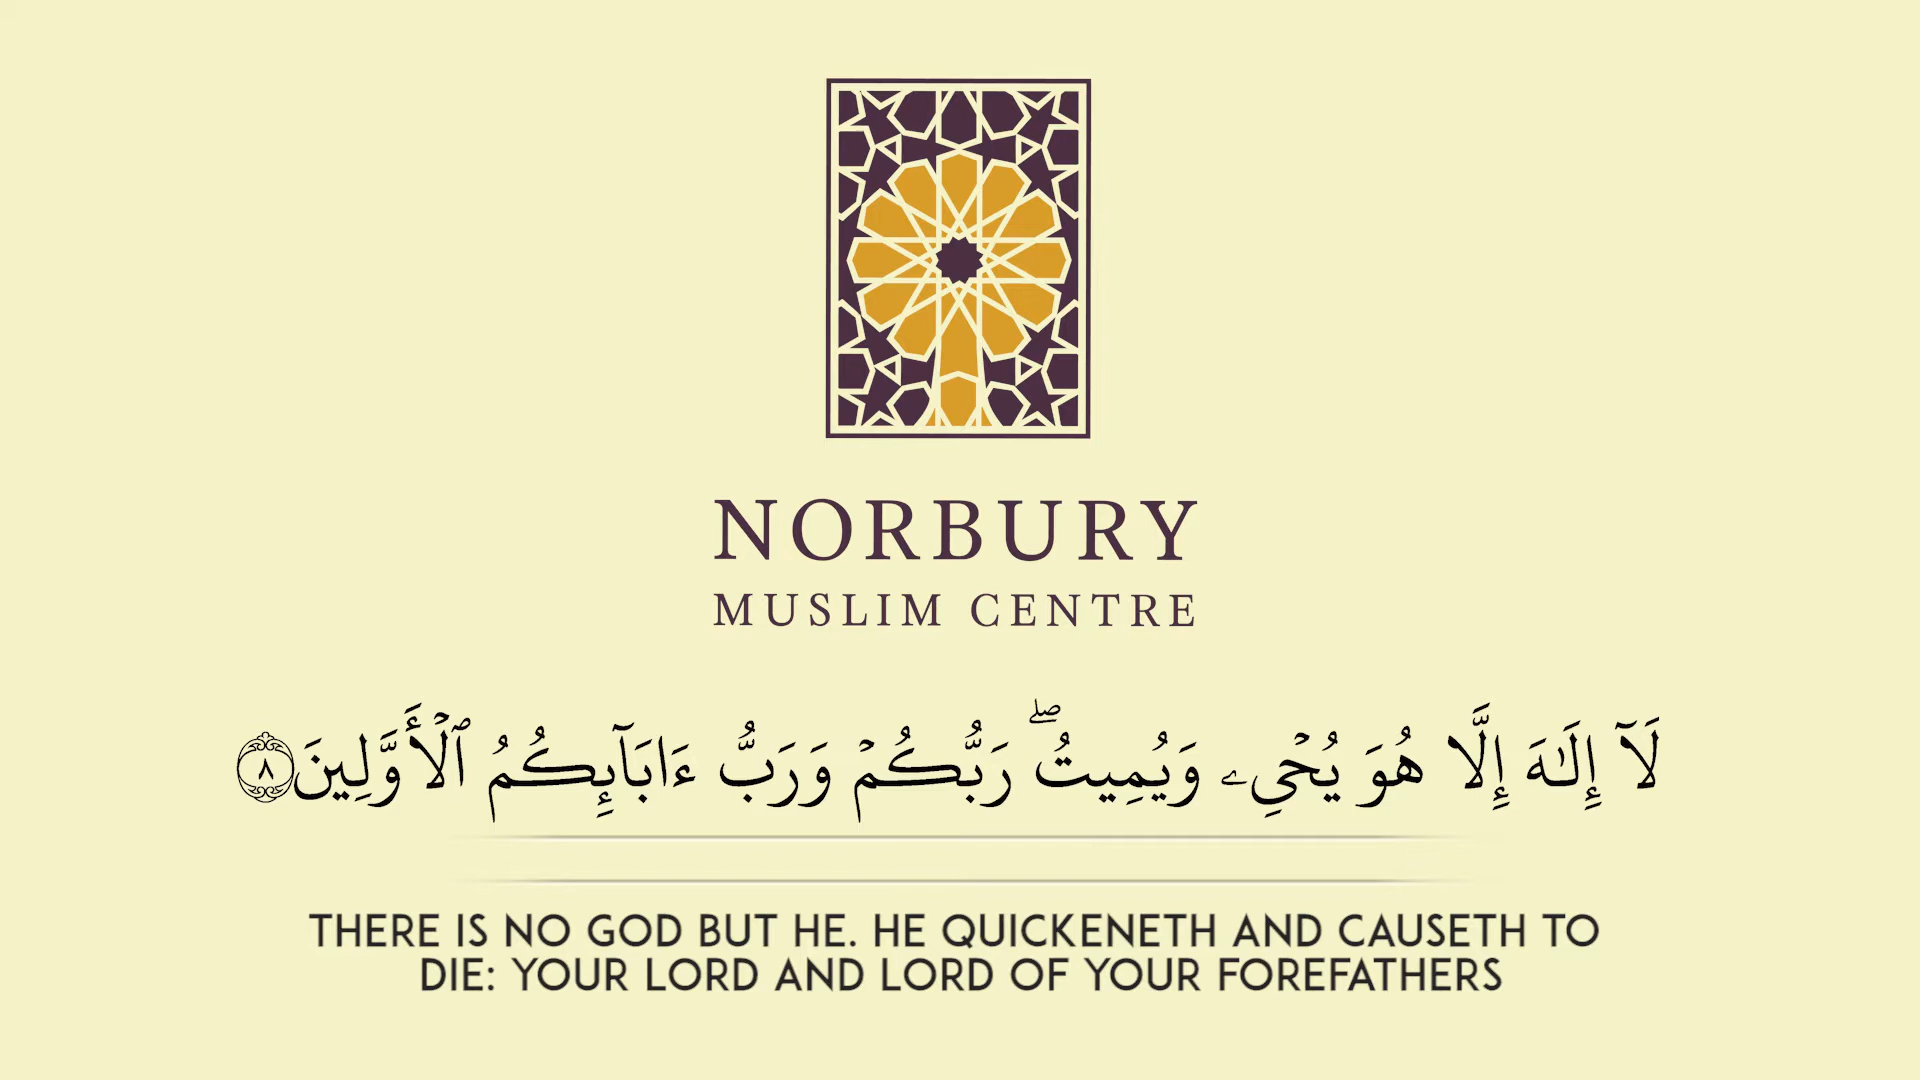 NORBURY
MUSLIM CENTRE
لَآ إِلَـٰهَ إِلَّا هُوَ يُحْىِۦ وَيُمِيتُ ۖ رَبُّكُمْ وَرَبُّ ءَابَآئِكُمُ ٱلْأَوَّلِينَ ٨
THERE IS NO GOD BUT HE. HE QUICKENETH AND CAUSETH TO
DIE: YOUR LORD AND LORD OF YOUR FOREFATHERS